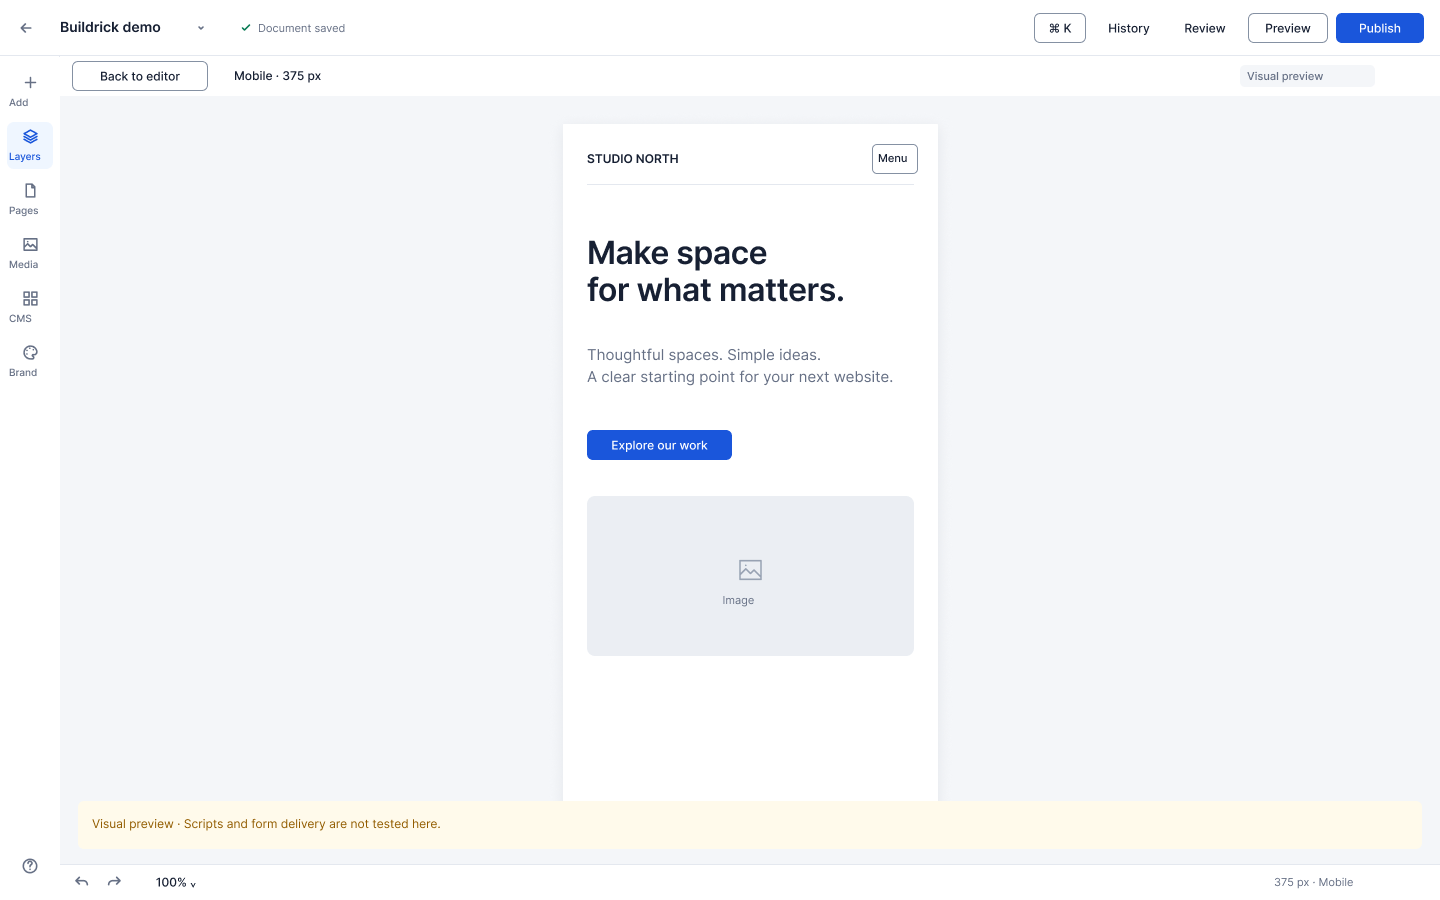 Buildrick demo
Document saved
⌘ K
History
Review
Preview
Publish
Back to editor
Mobile · 375 px
Visual preview
Add
Layers
Pages
Media
CMS
Brand
STUDIO NORTH
Menu
Make space
for what matters.
Thoughtful spaces. Simple ideas.
A clear starting point for your next website.
Explore our work
Image
Visual preview · Scripts and form delivery are not tested here.
100%
375 px · Mobile